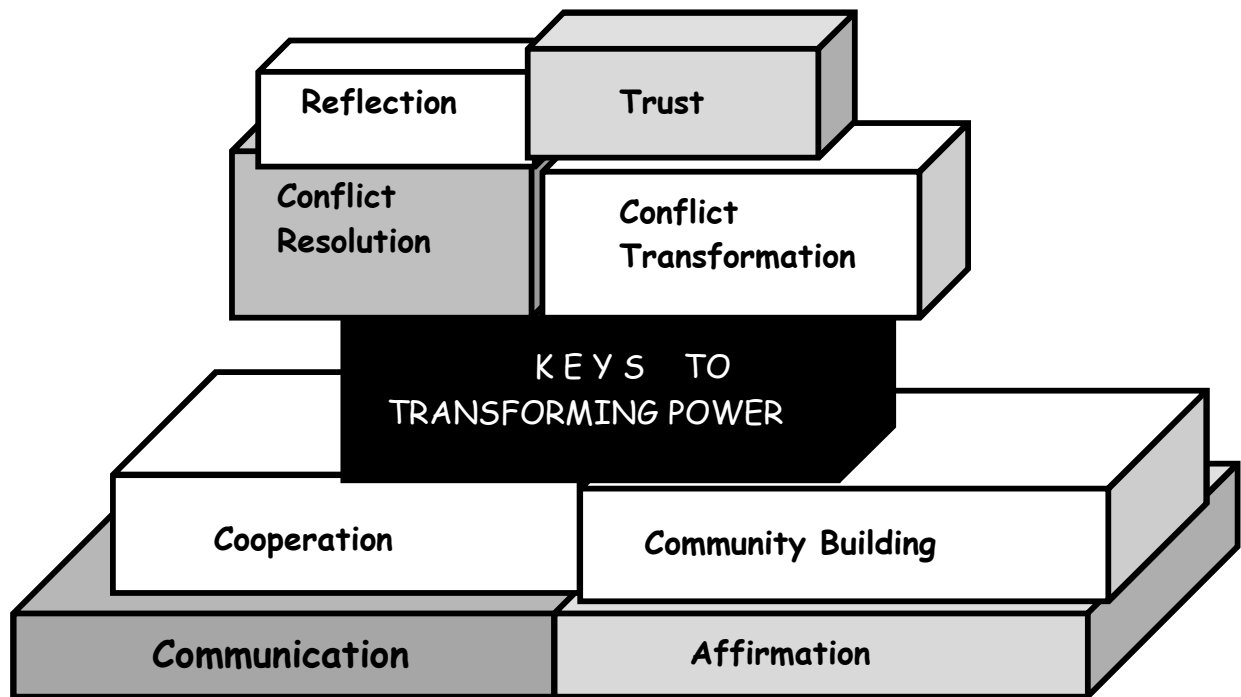 Reflection
Trust
Conflict
Resolution
Conflict
Transformation
K E Y S TO
TRANSFORMING POWER
Cooperation
Community Building
Communication
Affirmation